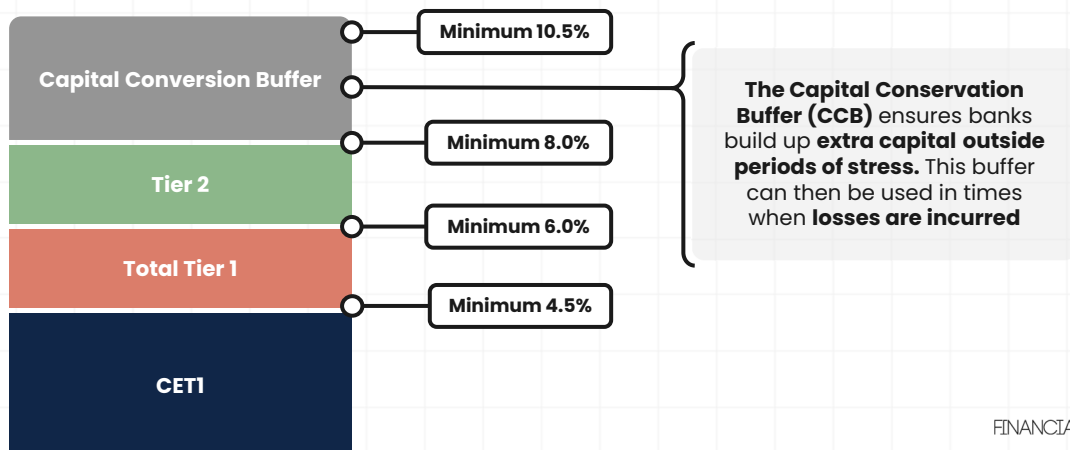 Minimum 10.5%
Capital Conversion Buffer
The Capital Conservation
Buffer (CCB) ensures banks
build up extra capital outside
periods of stress. This buffer
can then be used in times
when losses are incurred
Minimum 8.0%
Tier 2
Minimum 6.0%
Total Tier 1
Minimum 4.5%
CET1
FINANCIA